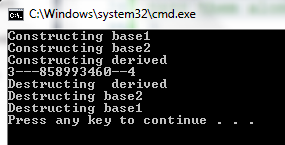 C:\Windows\system32\cmd.exe
Constructing base1
Constructing base2
Constructing derived
3---858993460--4
Destructing  derived
Destructing base2
Destructing base1
Press any key to continue . . .